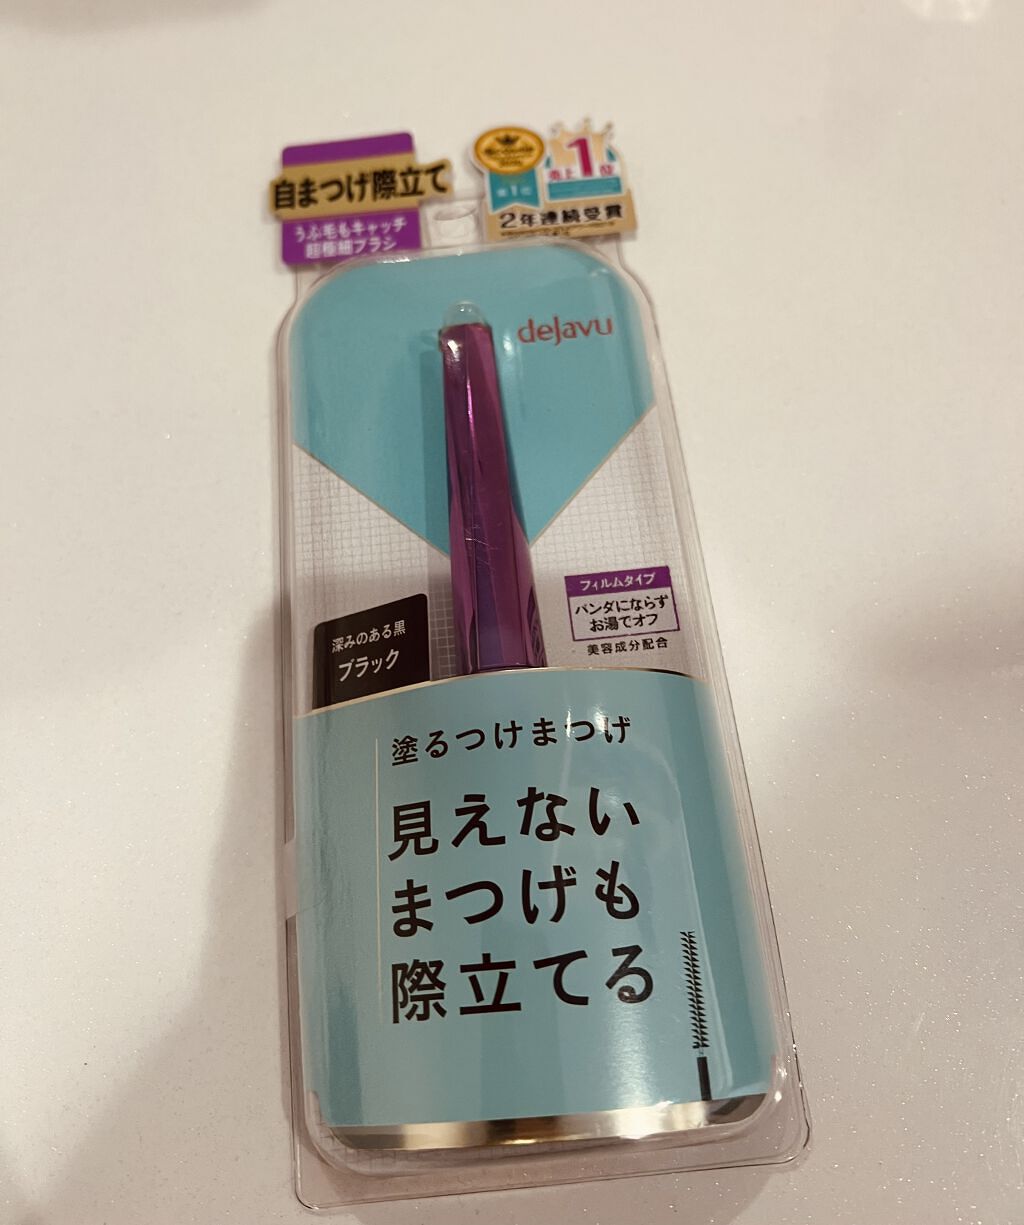 自まつげ際立て
うぶ毛もキャッチ
超極細ブラシ
売上1位
2年連続受賞
dejavu
フィルムタイプ
パンダにならず
お湯でオフ
美容成分配合
深みのある黒
ブラック
塗るつけまつげ
見えない
まつげも
際立てる